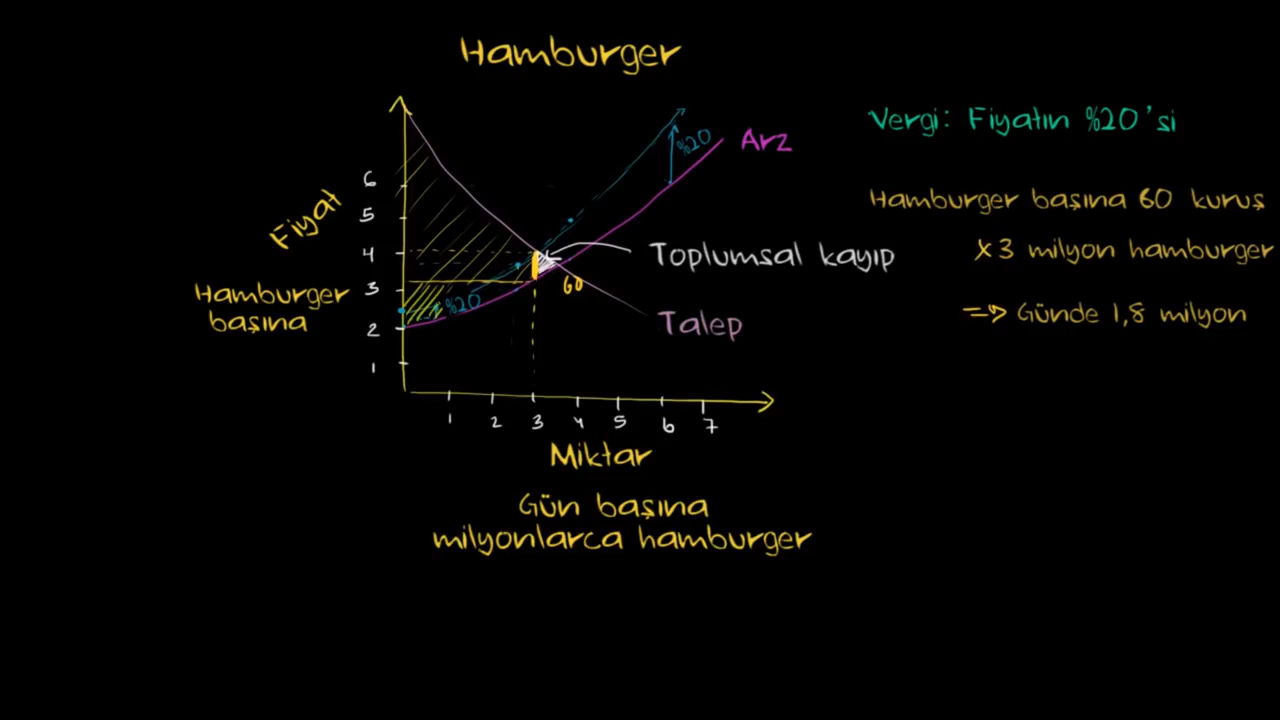 Hamburger
Vergi: Fiyatın %20'si
Hamburger başına 60 kuruş
x3 milyon hamburger
=> Günde 1,8 milyon
Fiyat
Hamburger
başına
6
5
4
3
2
1
%20
Arz
Toplumsal kayıp
60
%20
Talep
1 2 3 4 5 6 7
Miktar
Gün başına
milyonlarca hamburger